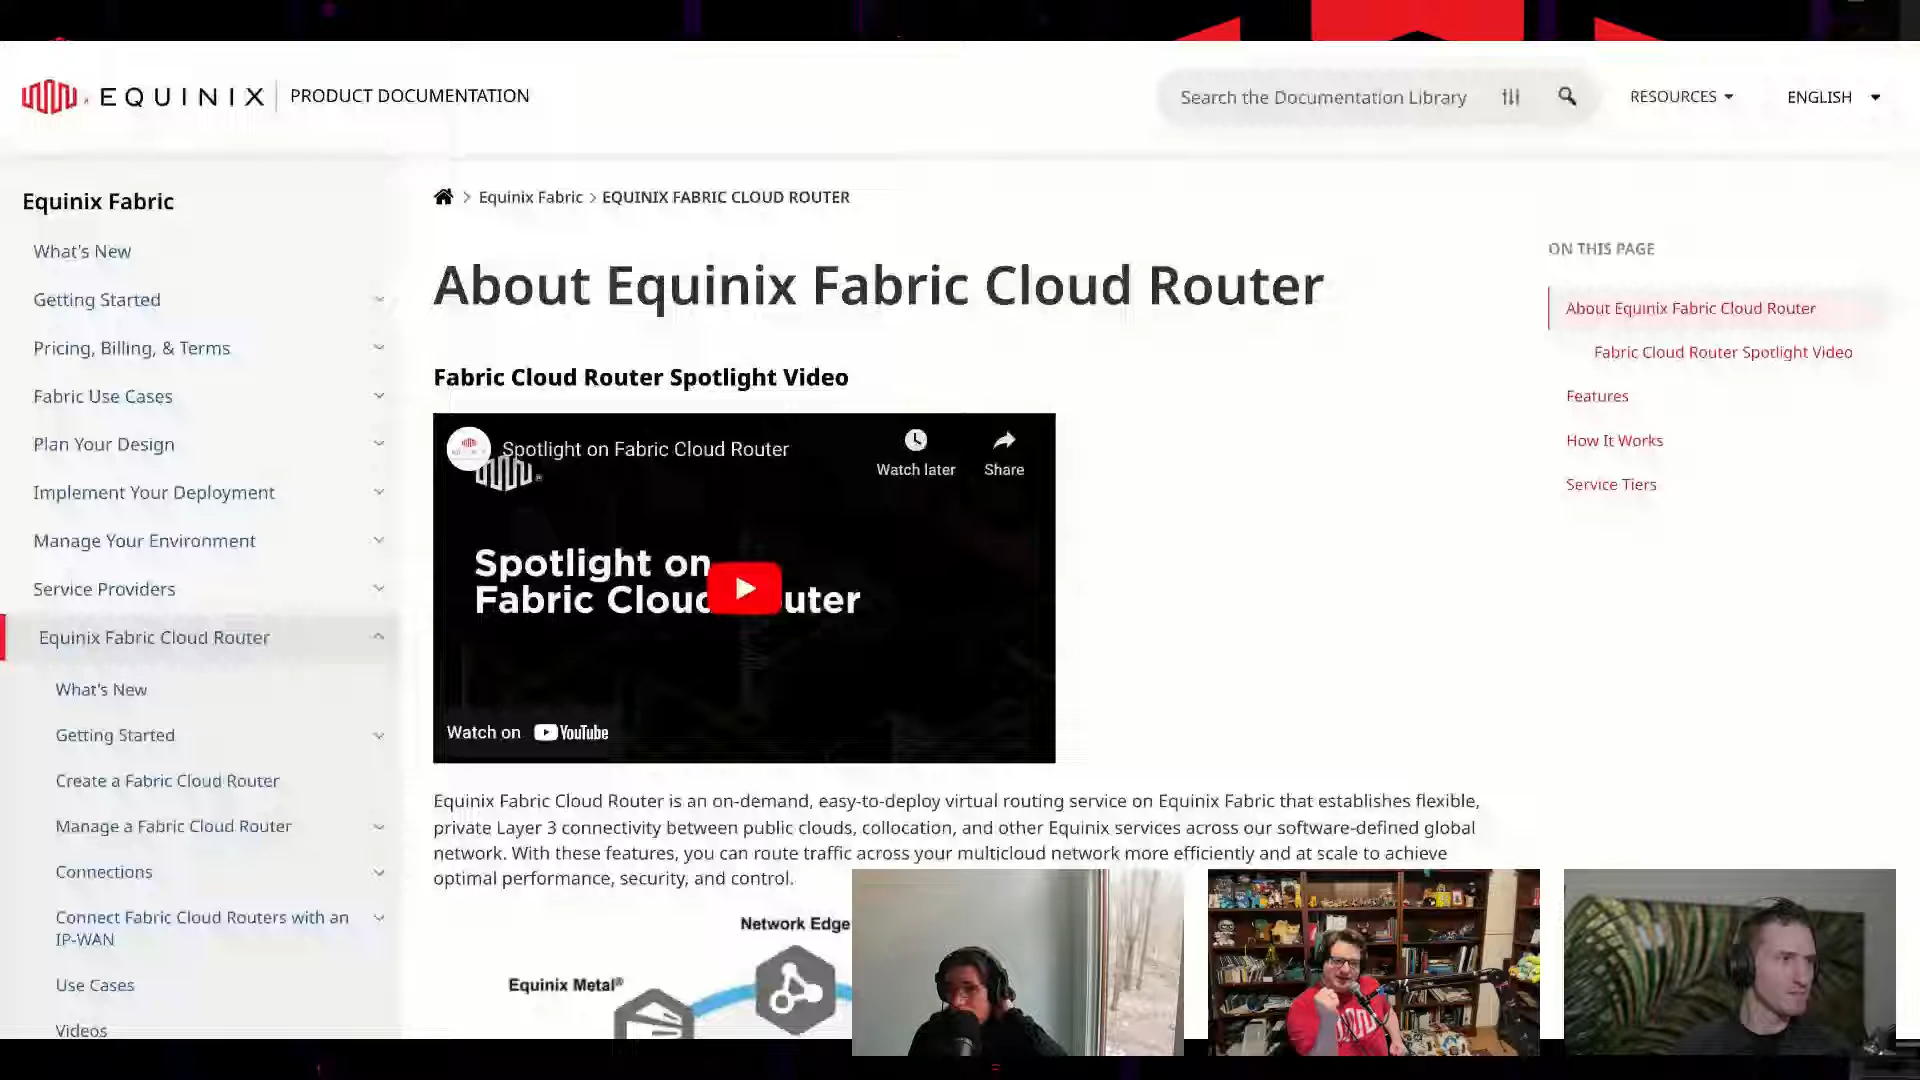 EQUINIX
PRODUCT DOCUMENTATION
Search the Documentation Library
RESOURCES
ENGLISH
Equinix Fabric
What's New
Getting Started
Pricing, Billing, & Terms
Fabric Use Cases
Plan Your Design
Implement Your Deployment
Manage Your Environment
Service Providers
Equinix Fabric Cloud Router
What's New
Getting Started
Create a Fabric Cloud Router
Manage a Fabric Cloud Router
Connections
Connect Fabric Cloud Routers with an
IP-WAN
Use Cases
Videos
Equinix Fabric > EQUINIX FABRIC CLOUD ROUTER
About Equinix Fabric Cloud Router
Fabric Cloud Router Spotlight Video
Spotlight on Fabric Cloud Router
Watch later
Share
Spotlight on
Fabric Cloud uter
Watch on YouTube
Equinix Fabric Cloud Router is an on-demand, easy-to-deploy virtual routing service on Equinix Fabric that establishes flexible,
private Layer 3 connectivity between public clouds, collocation, and other Equinix services across our software-defined global
network. With these features, you can route traffic across your multicloud network more efficiently and at scale to achieve
optimal performance, security, and control.
Network Edge
Equinix Metal®
ON THIS PAGE
About Equinix Fabric Cloud Router
Fabric Cloud Router Spotlight Video
Features
How It Works
Service Tiers